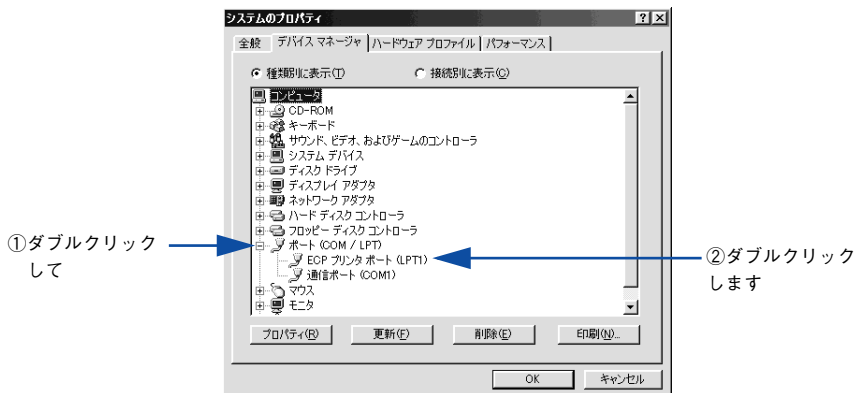 システムのプロパティ
全般 デバイス マネージャ ハードウェア プロファイル パフォーマンス
種類別に表示(T) 接続別に表示(C)
コンピュータ
CD-ROM
キーボード
サウンド、ビデオ、およびゲームのコントローラ
システム デバイス
ディスク ドライブ
ディスプレイ アダプタ
ネットワーク アダプタ
ハード ディスク コントローラ
フロッピー ディスク コントローラ
ポート (COM / LPT)
ECP プリンタ ポート (LPT1)
通信ポート (COM1)
マウス
モニタ
①ダブルクリック
して
②ダブルクリック
します
プロパティ(R) 更新(F) 削除(E) 印刷(N)...
OK キャンセル